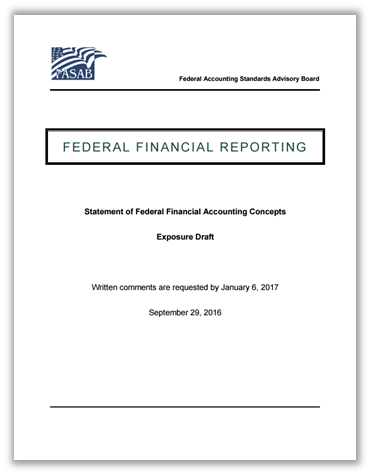 FASAB
Federal Accounting Standards Advisory Board
FEDERAL FINANCIAL REPORTING
Statement of Federal Financial Accounting Concepts
Exposure Draft
Written comments are requested by January 6, 2017
September 29, 2016